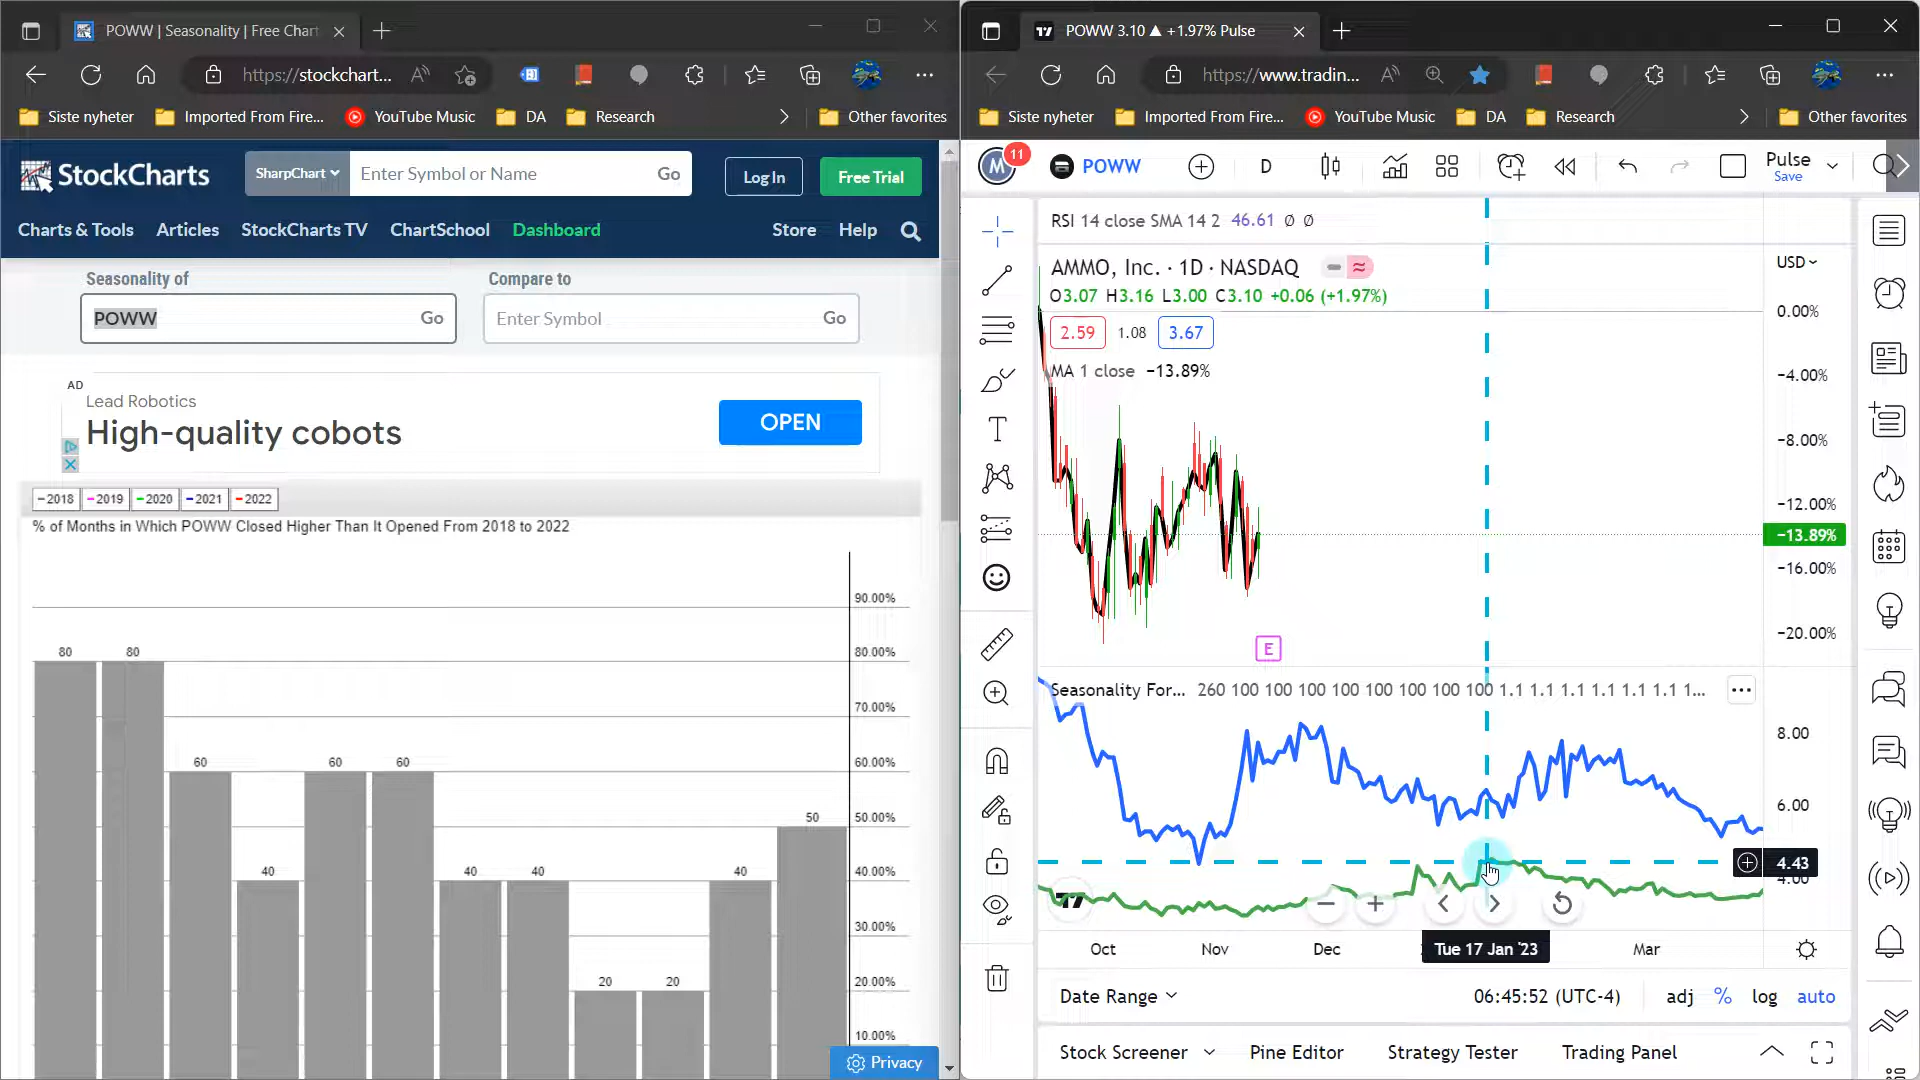 POWW | Seasonality | Free Chart
https://stockchart...
Siste nyheter
Imported From Fire...
YouTube Music
DA
Research
Other favorites
StockCharts
SharpChart
Enter Symbol or Name
Go
Log In
Free Trial
Charts & Tools
Articles
StockCharts TV
ChartSchool
Dashboard
Store
Help
Seasonality of
Compare to
POWW
Go
Enter Symbol
Go
AD
Lead Robotics
High-quality cobots
OPEN
2018
2019
2020
2021
2022
% of Months in Which POWW Closed Higher Than It Opened From 2018 to 2022
90.00%
80
80
80.00%
70.00%
60
60
60
60.00%
50
50.00%
40
40
40
40
40.00%
30.00%
20
20
20.00%
10.00%
Privacy
POWW 3.10 ▲ +1.97% Pulse
https://www.tradin...
Siste nyheter
Imported From Fire...
YouTube Music
DA
Research
Other favorites
M
11
POWW
D
Pulse
Save
RSI 14 close SMA 14 2 46.61 ∅ ∅
AMMO, Inc. · 1D · NASDAQ
USD
O3.07 H3.16 L3.00 C3.10 +0.06 (+1.97%)
2.59
1.08
3.67
MA 1 close −13.89%
0.00%
−4.00%
−8.00%
−12.00%
−13.89%
−16.00%
−20.00%
E
Seasonality For... 260 100 100 100 100 100 100 100 100 1.1 1.1 1.1 1.1 1.1 1.1 1...
8.00
6.00
4.43
4.00
Oct
Nov
Dec
Tue 17 Jan '23
Mar
Date Range
06:45:52 (UTC-4)
adj
%
log
auto
Stock Screener
Pine Editor
Strategy Tester
Trading Panel